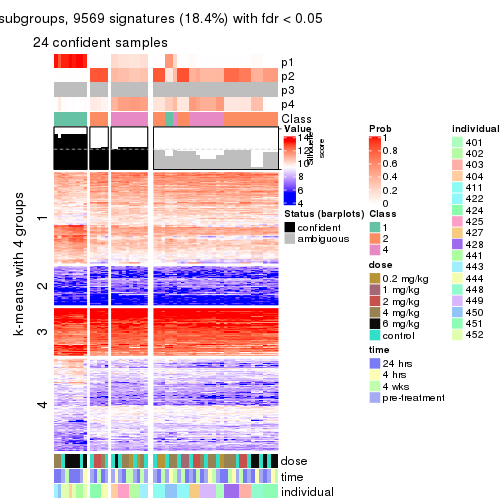 subgroups, 9569 signatures (18.4%) with fdr < 0.05
24 confident samples
p1
p2
p3
p4
Class
Silhouette
score
k-means with 4 groups
1
2
3
4
dose
time
individual
Value
14
12
10
8
6
4
Status (barplots)
confident
ambiguous
Prob
1
0.8
0.6
0.4
0.2
0
Class
1
2
4
dose
0.2 mg/kg
1 mg/kg
2 mg/kg
4 mg/kg
6 mg/kg
control
time
24 hrs
4 hrs
4 wks
pre-treatment
individual
401
402
403
404
411
422
424
425
427
428
441
443
444
448
449
450
451
452